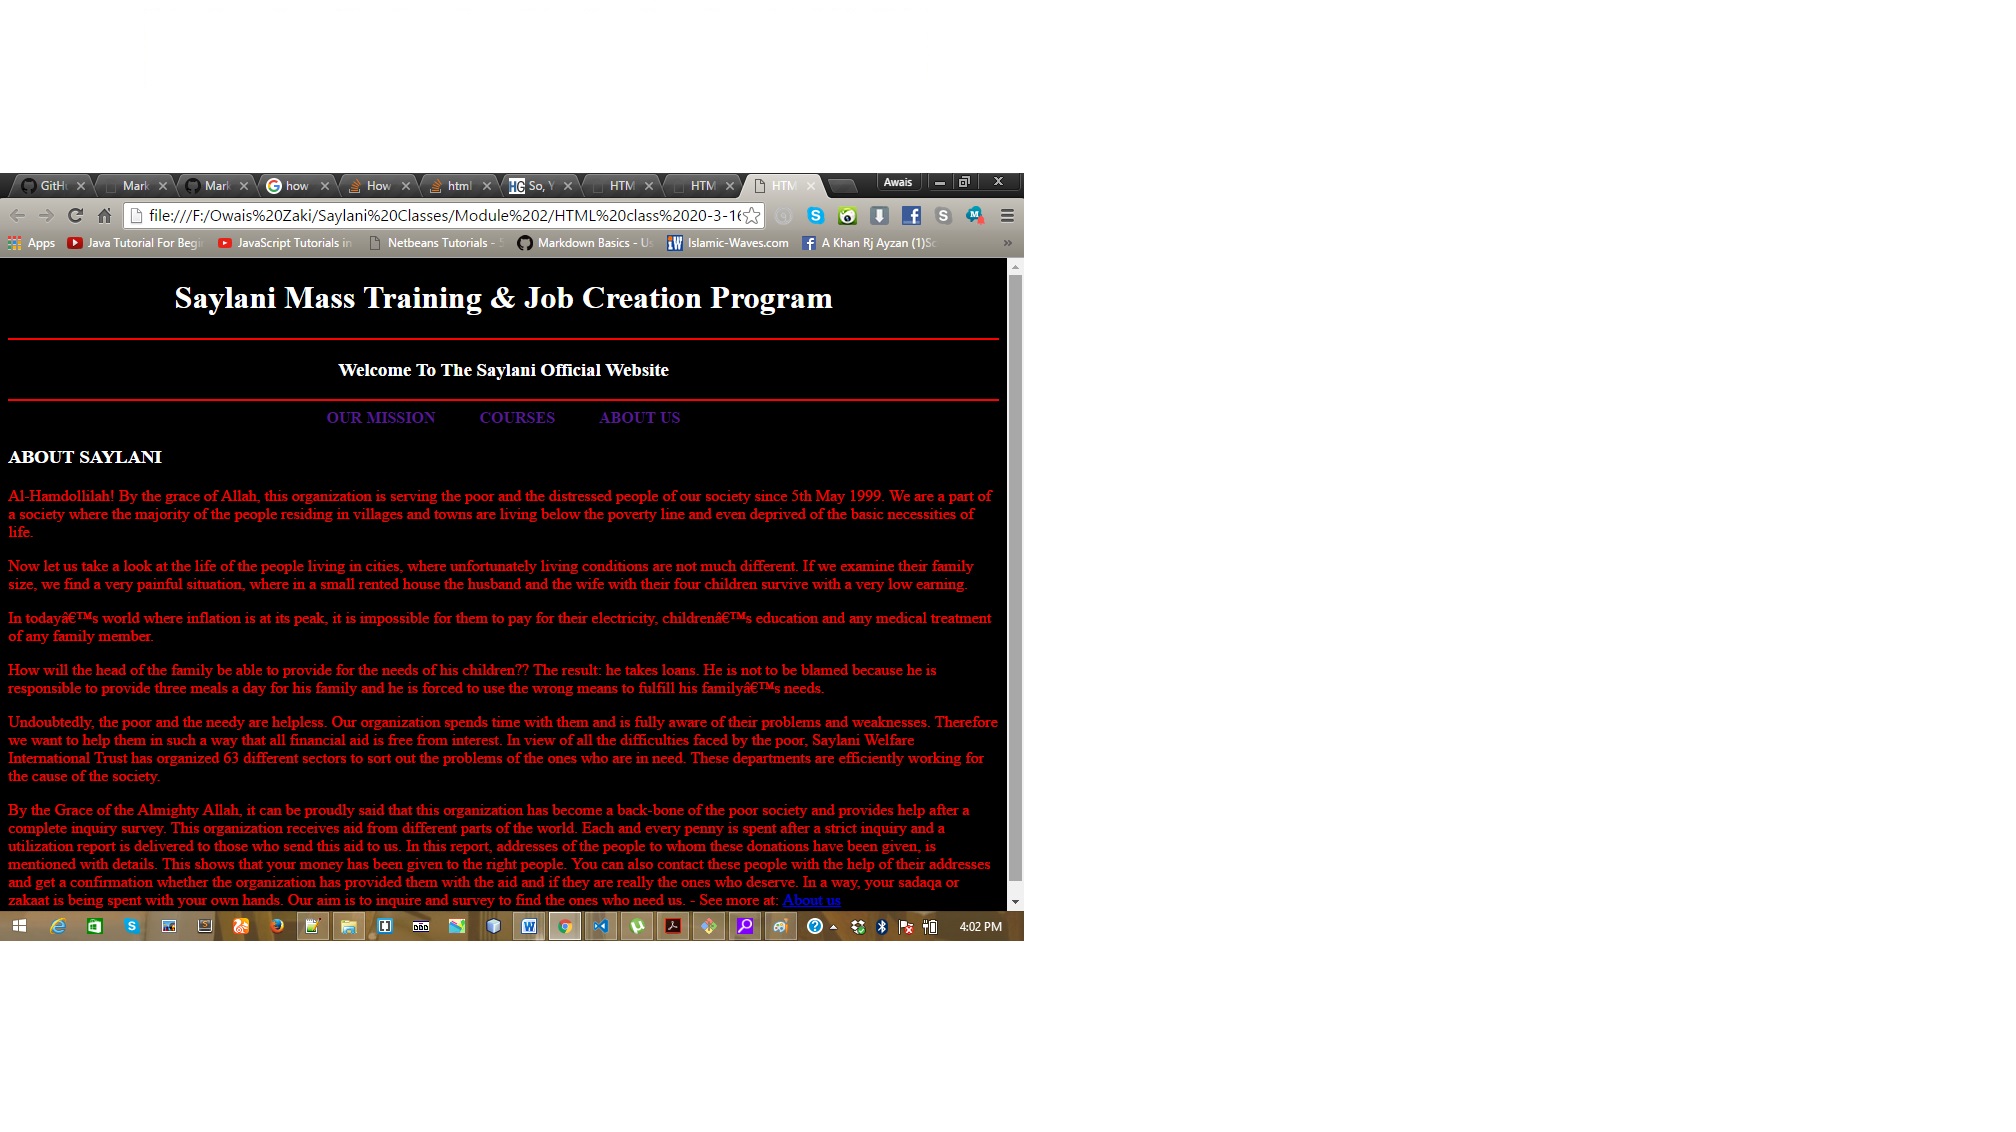 GitH Mark Mark how How html So, Y HTM HTM HTM Awais
file:///F:/Owais%20Zaki/Saylani%20Classes/Module%202/HTML%20class%2020-3-16
Apps Java Tutorial For Begi JavaScript Tutorials in Netbeans Tutorials - Markdown Basics - Us Islamic-Waves.com A Khan Rj Ayzan (1)Sc »
Saylani Mass Training & Job Creation Program
Welcome To The Saylani Official Website
OUR MISSION COURSES ABOUT US
ABOUT SAYLANI
Al-Hamdollilah! By the grace of Allah, this organization is serving the poor and the distressed people of our society since 5th May 1999. We are a part of
a society where the majority of the people residing in villages and towns are living below the poverty line and even deprived of the basic necessities of
life.
Now let us take a look at the life of the people living in cities, where unfortunately living conditions are not much different. If we examine their family
size, we find a very painful situation, where in a small rented house the husband and the wife with their four children survive with a very low earning.
In todayâ€™s world where inflation is at its peak, it is impossible for them to pay for their electricity, childrenâ€™s education and any medical treatment
of any family member.
How will the head of the family be able to provide for the needs of his children?? The result: he takes loans. He is not to be blamed because he is
responsible to provide three meals a day for his family and he is forced to use the wrong means to fulfill his familyâ€™s needs.
Undoubtedly, the poor and the needy are helpless. Our organization spends time with them and is fully aware of their problems and weaknesses. Therefore
we want to help them in such a way that all financial aid is free from interest. In view of all the difficulties faced by the poor, Saylani Welfare
International Trust has organized 63 different sectors to sort out the problems of the ones who are in need. These departments are efficiently working for
the cause of the society.
By the Grace of the Almighty Allah, it can be proudly said that this organization has become a back-bone of the poor society and provides help after a
complete inquiry survey. This organization receives aid from different parts of the world. Each and every penny is spent after a strict inquiry and a
utilization report is delivered to those who send this aid to us. In this report, addresses of the people to whom these donations have been given, is
mentioned with details. This shows that your money has been given to the right people. You can also contact these people with the help of their addresses
and get a confirmation whether the organization has provided them with the aid and if they are really the ones who deserve. In a way, your sadaqa or
zakaat is being spent with your own hands. Our aim is to inquire and survey to find the ones who need us. - See more at: About us
4:02 PM